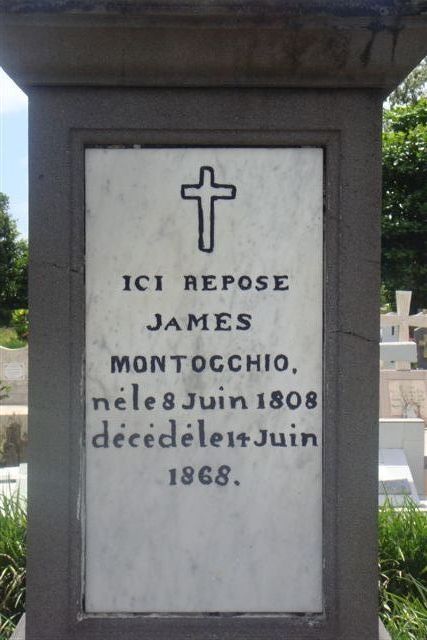 ICI REPOSE
JAMES
MONTOCCHIO,
né le 8 Juin 1808
décédé le 14 Juin
1868.